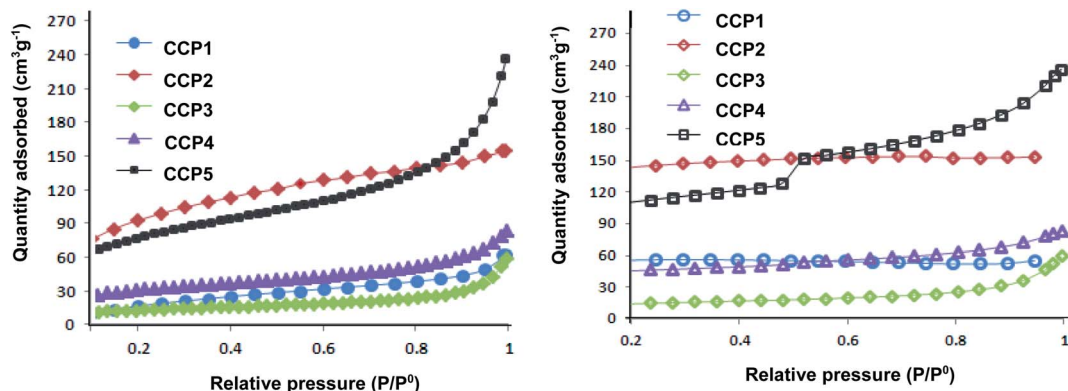 Quantity adsorbed (cm³g⁻¹)
270
240
210
180
150
120
90
60
30
0
CCP1
CCP2
CCP3
CCP4
CCP5
0.2
0.4
0.6
0.8
1
Relative pressure (P/P⁰)
Quantity adsorbed (cm³g⁻¹)
270
240
210
180
150
120
90
60
30
0
CCP1
CCP2
CCP3
CCP4
CCP5
0.2
0.4
0.6
0.8
1
Relative pressure (P/P⁰)